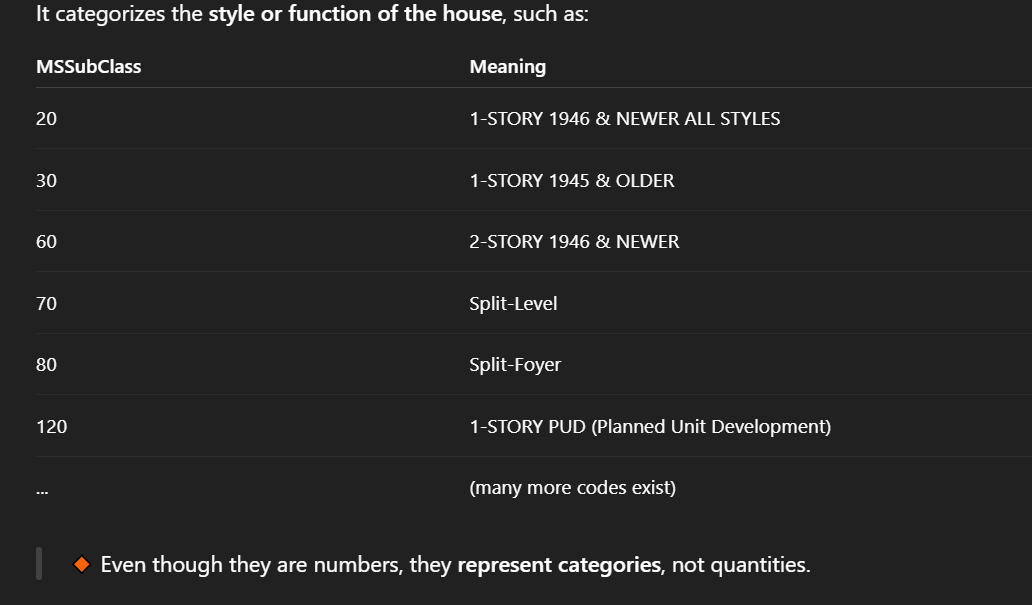 It categorizes the style or function of the house, such as:
MSSubClass Meaning
20 1-STORY 1946 & NEWER ALL STYLES
30 1-STORY 1945 & OLDER
60 2-STORY 1946 & NEWER
70 Split-Level
80 Split-Foyer
120 1-STORY PUD (Planned Unit Development)
... (many more codes exist)
🔸 Even though they are numbers, they represent categories, not quantities.